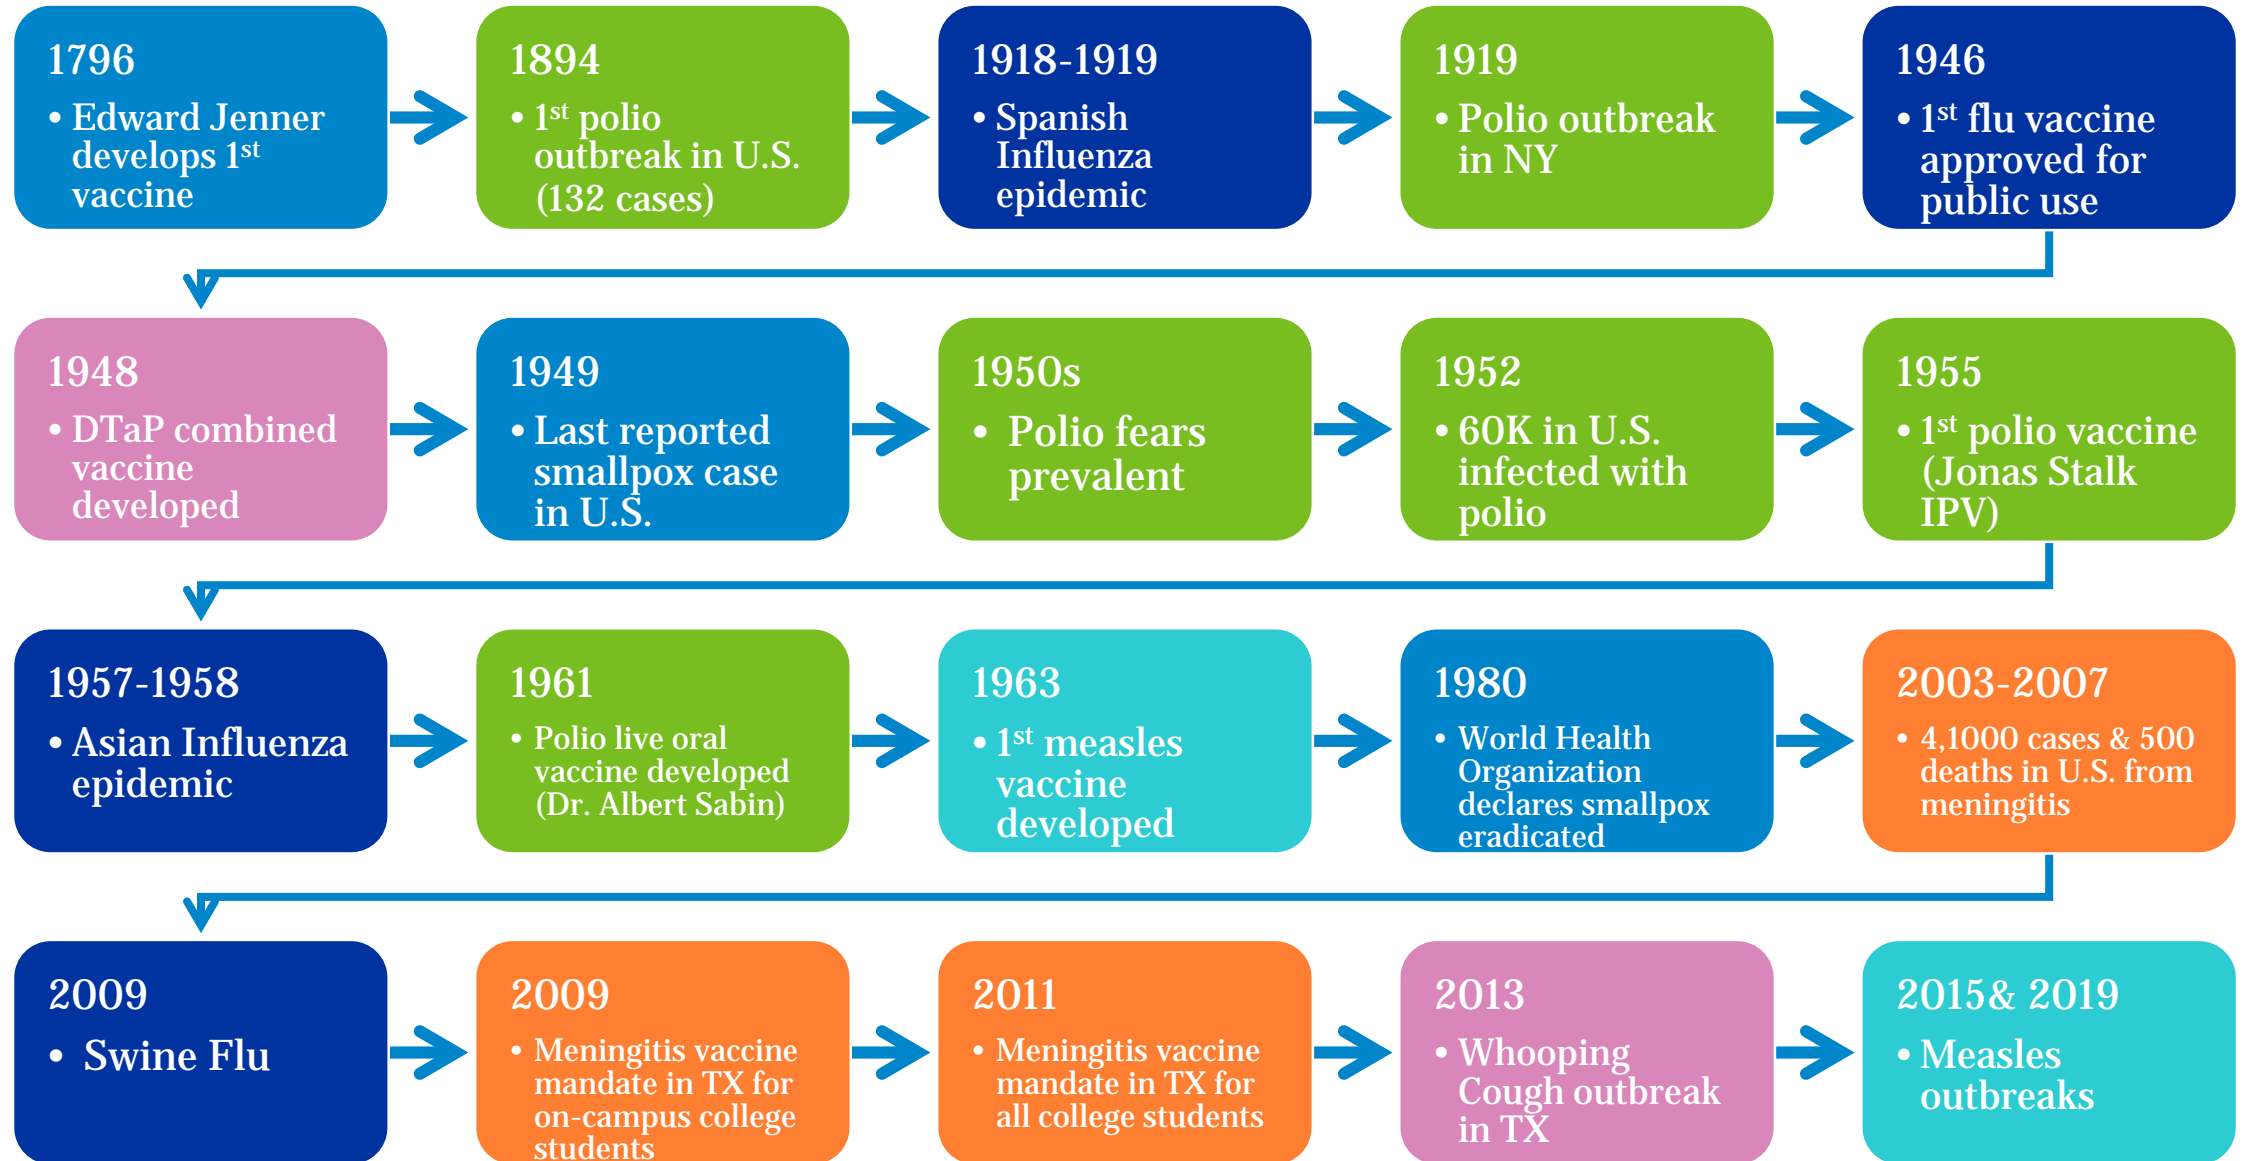 1796
• Edward Jenner
develops 1st
vaccine
1894
• 1st polio
outbreak in U.S.
(132 cases)
1918-1919
• Spanish
Influenza
epidemic
1919
• Polio outbreak
in NY
1946
• 1st flu vaccine
approved for
public use
1948
• DTaP combined
vaccine
developed
1949
• Last reported
smallpox case
in U.S.
1950s
• Polio fears
prevalent
1952
• 60K in U.S.
infected with
polio
1955
• 1st polio vaccine
(Jonas Stalk
IPV)
1957-1958
• Asian Influenza
epidemic
1961
• Polio live oral
vaccine developed
(Dr. Albert Sabin)
1963
• 1st measles
vaccine
developed
1980
• World Health
Organization
declares smallpox
eradicated
2003-2007
• 4,1000 cases & 500
deaths in U.S. from
meningitis
2009
• Swine Flu
2009
• Meningitis vaccine
mandate in TX for
on-campus college
students
2011
• Meningitis vaccine
mandate in TX for
all college students
2013
• Whooping
Cough outbreak
in TX
2015& 2019
• Measles
outbreaks